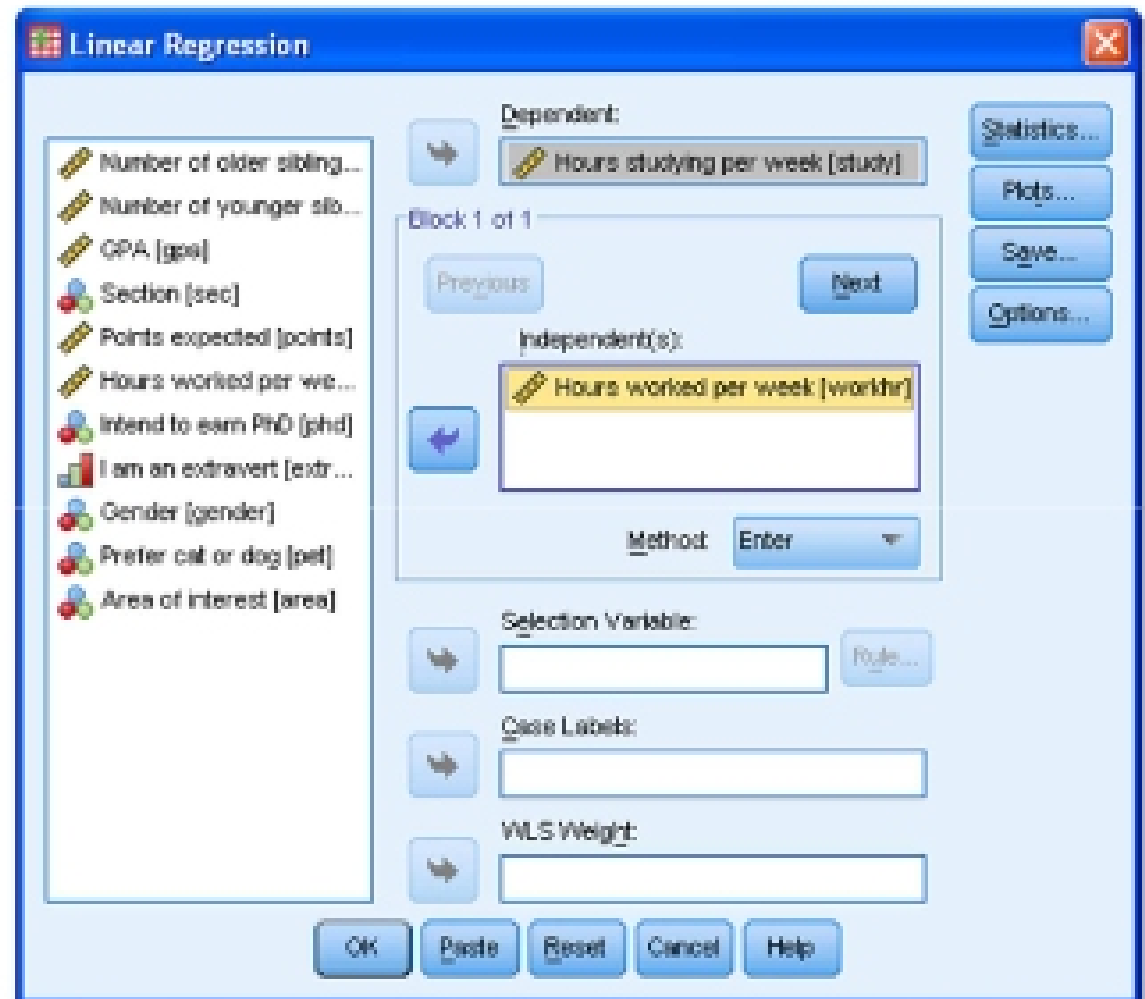 Linear Regression
Number of older sibling...
Number of younger sib...
GPA [gpa]
Section [sec]
Points expected [points]
Hours worked per we...
Intend to earn PhD [phd]
I am an extravert [extr...
Gender [gender]
Prefer cat or dog [pet]
Area of interest [area]
Dependent:
Hours studying per week [study]
Block 1 of 1
Previous
Next
Independent(s):
Hours worked per week [workhr]
Method:
Enter
Selection Variable:
Rule...
Case Labels:
WLS Weight:
Statistics...
Plots...
Save...
Options...
OK
Paste
Reset
Cancel
Help